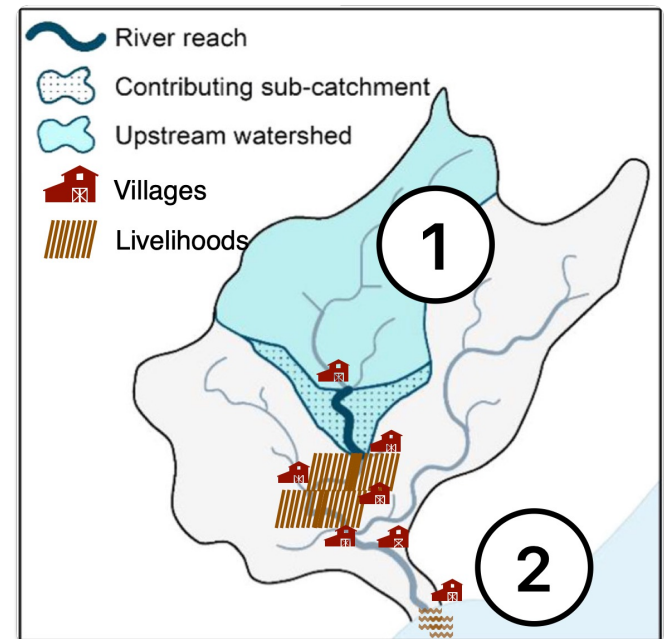 River reach
Contributing sub-catchment
Upstream watershed
Villages
Livelihoods
1
2